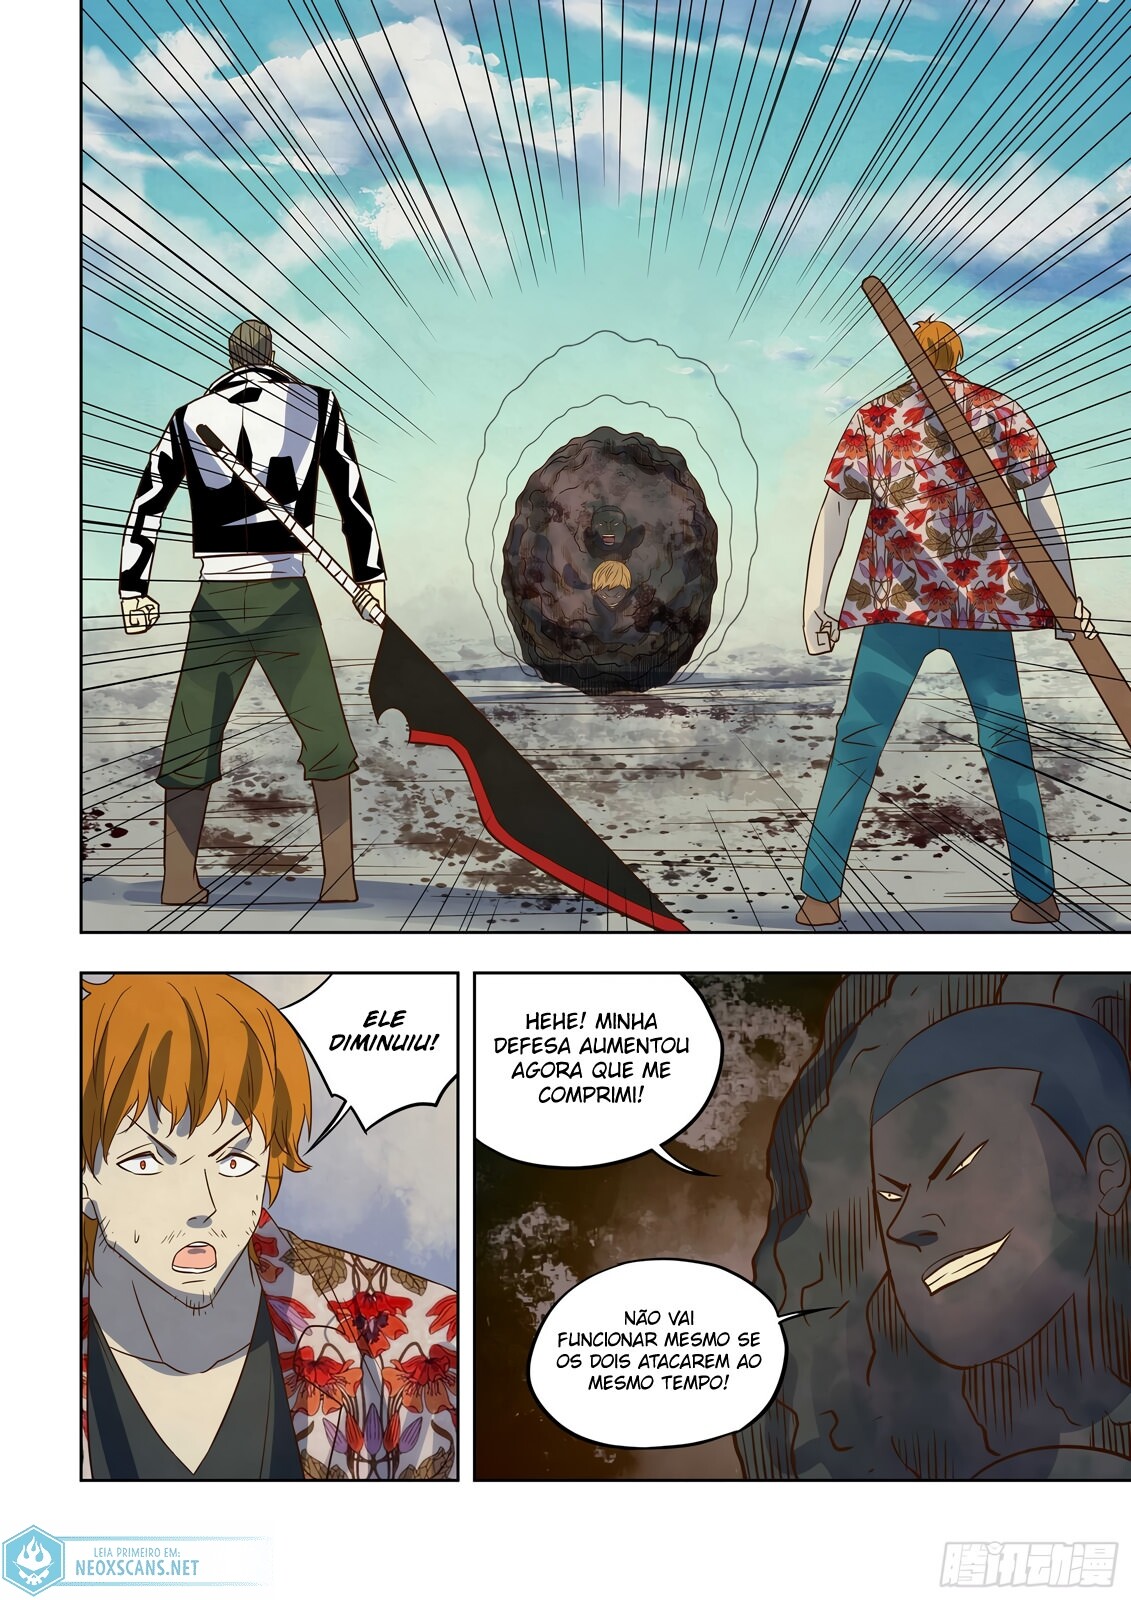 ELE
DIMINUIU!
HEHE! MINHA
DEFESA AUMENTOU
AGORA QUE ME
COMPRIMI!
NÃO VAI
FUNCIONAR MESMO SE
OS DOIS ATACAREM AO
MESMO TEMPO!
LEIA PRIMEIRO EM:
NEOXSCANS.NET
腾讯动漫